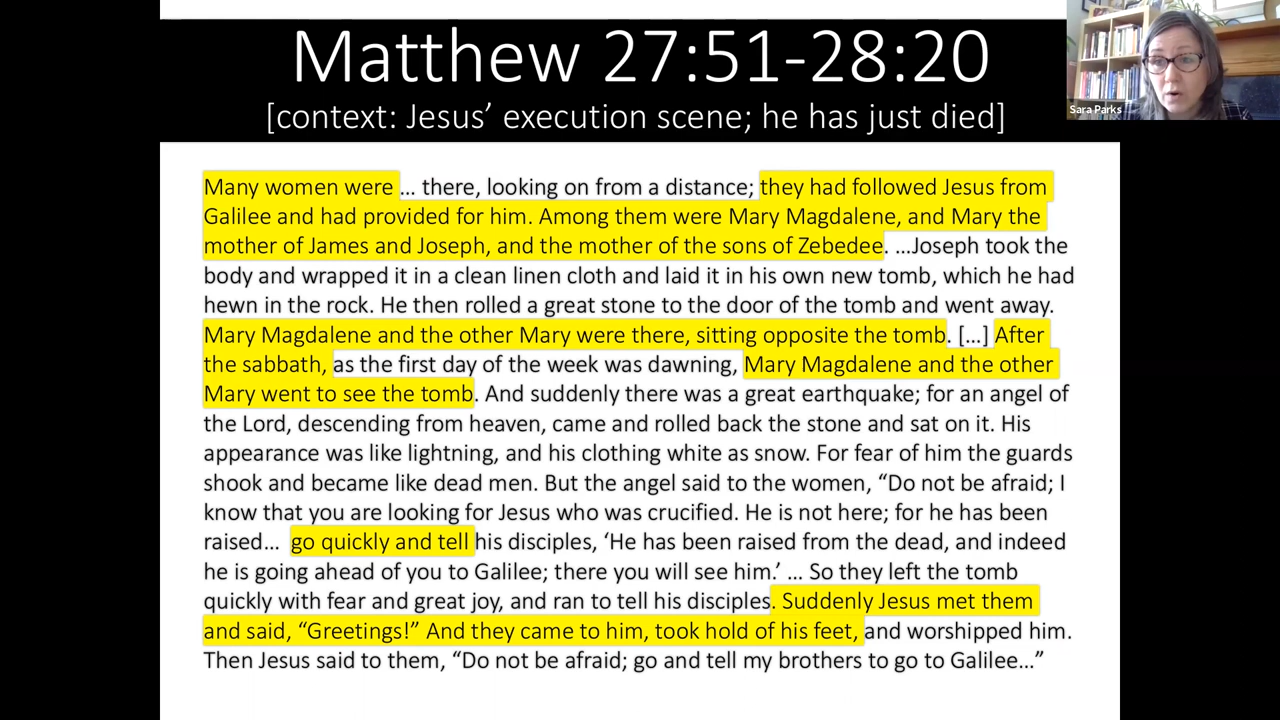 Matthew 27:51-28:20
[context: Jesus’ execution scene; he has just died]
Sara Parks
Many women were ... there, looking on from a distance; they had followed Jesus from
Galilee and had provided for him. Among them were Mary Magdalene, and Mary the
mother of James and Joseph, and the mother of the sons of Zebedee. ...Joseph took the
body and wrapped it in a clean linen cloth and laid it in his own new tomb, which he had
hewn in the rock. He then rolled a great stone to the door of the tomb and went away.
Mary Magdalene and the other Mary were there, sitting opposite the tomb. [...] After
the sabbath, as the first day of the week was dawning, Mary Magdalene and the other
Mary went to see the tomb. And suddenly there was a great earthquake; for an angel of
the Lord, descending from heaven, came and rolled back the stone and sat on it. His
appearance was like lightning, and his clothing white as snow. For fear of him the guards
shook and became like dead men. But the angel said to the women, “Do not be afraid; I
know that you are looking for Jesus who was crucified. He is not here; for he has been
raised... go quickly and tell his disciples, ‘He has been raised from the dead, and indeed
he is going ahead of you to Galilee; there you will see him.’ ... So they left the tomb
quickly with fear and great joy, and ran to tell his disciples. Suddenly Jesus met them
and said, “Greetings!” And they came to him, took hold of his feet, and worshipped him.
Then Jesus said to them, “Do not be afraid; go and tell my brothers to go to Galilee...”